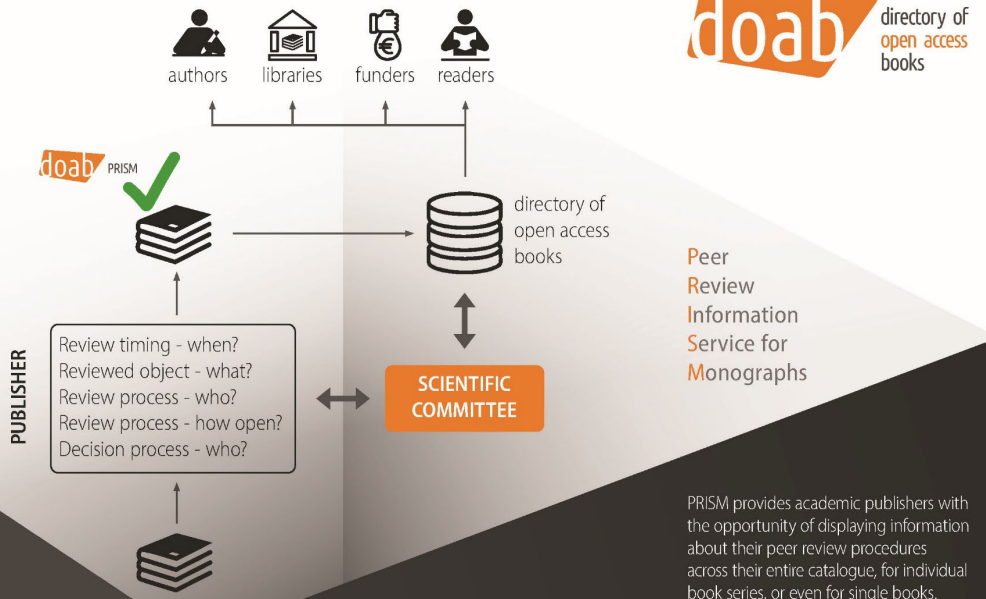 doab
directory of
open access
books
authors
libraries
funders
readers
doab PRISM
directory of
open access
books
Peer
Review
Information
Service for
Monographs
PUBLISHER
Review timing - when?
Reviewed object - what?
Review process - who?
Review process - how open?
Decision process - who?
SCIENTIFIC
COMMITTEE
PRISM provides academic publishers with
the opportunity of displaying information
about their peer review procedures
across their entire catalogue, for individual
book series, or even for single books.